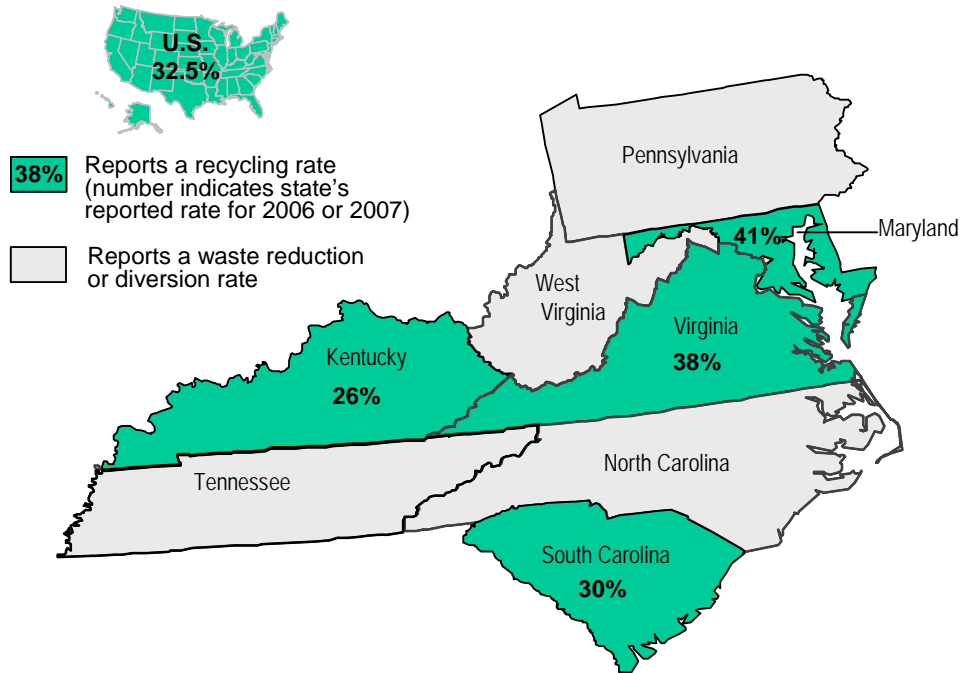 U.S.
32.5%
38%
Reports a recycling rate
(number indicates state's
reported rate for 2006 or 2007)
Reports a waste reduction
or diversion rate
Pennsylvania
41%
Maryland
West
Virginia
Virginia
38%
Kentucky
26%
Tennessee
North Carolina
South Carolina
30%